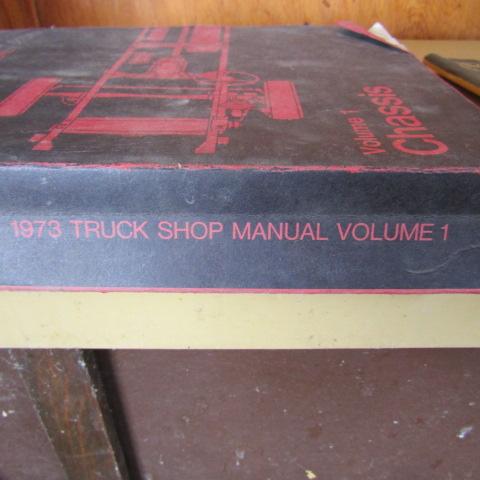 Volume 1
Chassis
1973 TRUCK SHOP MANUAL VOLUME 1